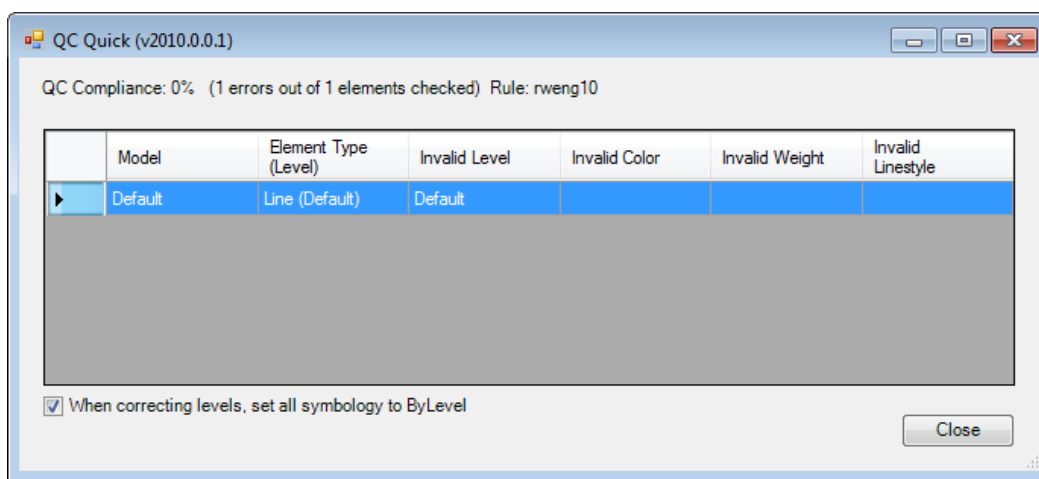 QC Quick (v2010.0.0.1)
QC Compliance: 0% (1 errors out of 1 elements checked) Rule: rweng10
Model Element Type (Level) Invalid Level Invalid Color Invalid Weight Invalid Linestyle
Default Line (Default) Default
When correcting levels, set all symbology to ByLevel
Close